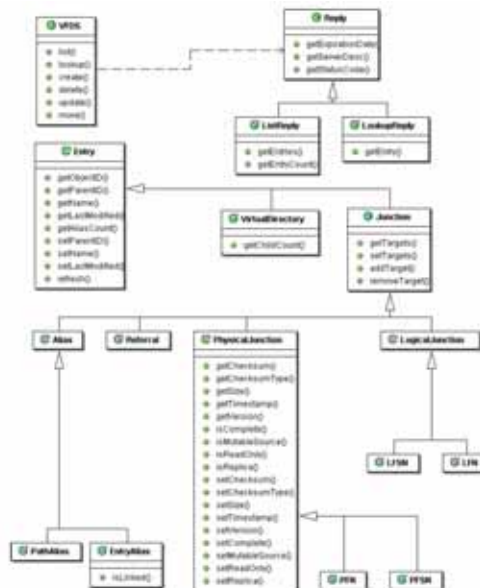 VFDS
list()
lookup()
create()
delete()
update()
move()
Reply
getExpirationDate()
getServerDesc()
getStatusCode()
ListReply
getEntries()
getEntryCount()
LookupReply
getEntry()
Entry
getObjectID()
getParentID()
getName()
getLastModified()
getAliasCount()
setParentID()
setName()
setLastModified()
refresh()
VirtualDirectory
getChildCount()
Junction
getTargets()
setTargets()
addTarget()
removeTarget()
Alias
Referral
PhysicalJunction
getChecksum()
getChecksumType()
getSize()
getTimestamp()
getVersion()
isComplete()
isMutableSource()
isReadOnly()
isReplica()
setChecksum()
setChecksumType()
setSize()
setTimestamp()
setVersion()
setComplete()
setMutableSource()
setReadOnly()
setReplica()
LogicalJunction
LFSN
LFN
PathAlias
EntryAlias
isLinked()
PFN
PFSN